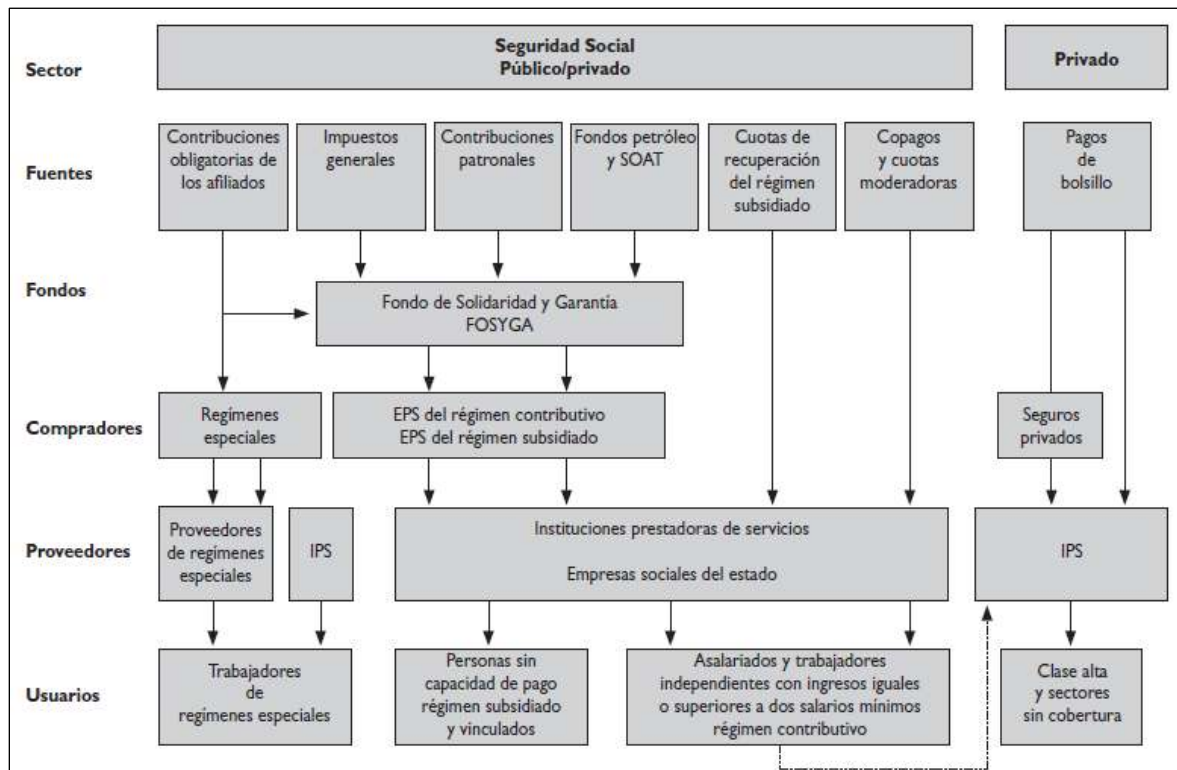 Sector
Seguridad Social
Público/privado
Privado
Fuentes
Contribuciones
obligatorias de
los afiliados
Impuestos
generales
Contribuciones
patronales
Fondos petróleo
y SOAT
Cuotas de
recuperación
del régimen
subsidiado
Copagos
y cuotas
moderadoras
Pagos
de
bolsillo
Fondos
Fondo de Solidaridad y Garantía
FOSYGA
Compradores
Regímenes
especiales
EPS del régimen contributivo
EPS del régimen subsidiado
Seguros
privados
Proveedores
Proveedores
de regímenes
especiales
IPS
Instituciones prestadoras de servicios
Empresas sociales del estado
IPS
Usuarios
Trabajadores
de
regímenes especiales
Personas sin
capacidad de pago
régimen subsidiado
y vinculados
Asalariados y trabajadores
independientes con ingresos iguales
o superiores a dos salarios mínimos
régimen contributivo
Clase alta
y sectores
sin cobertura